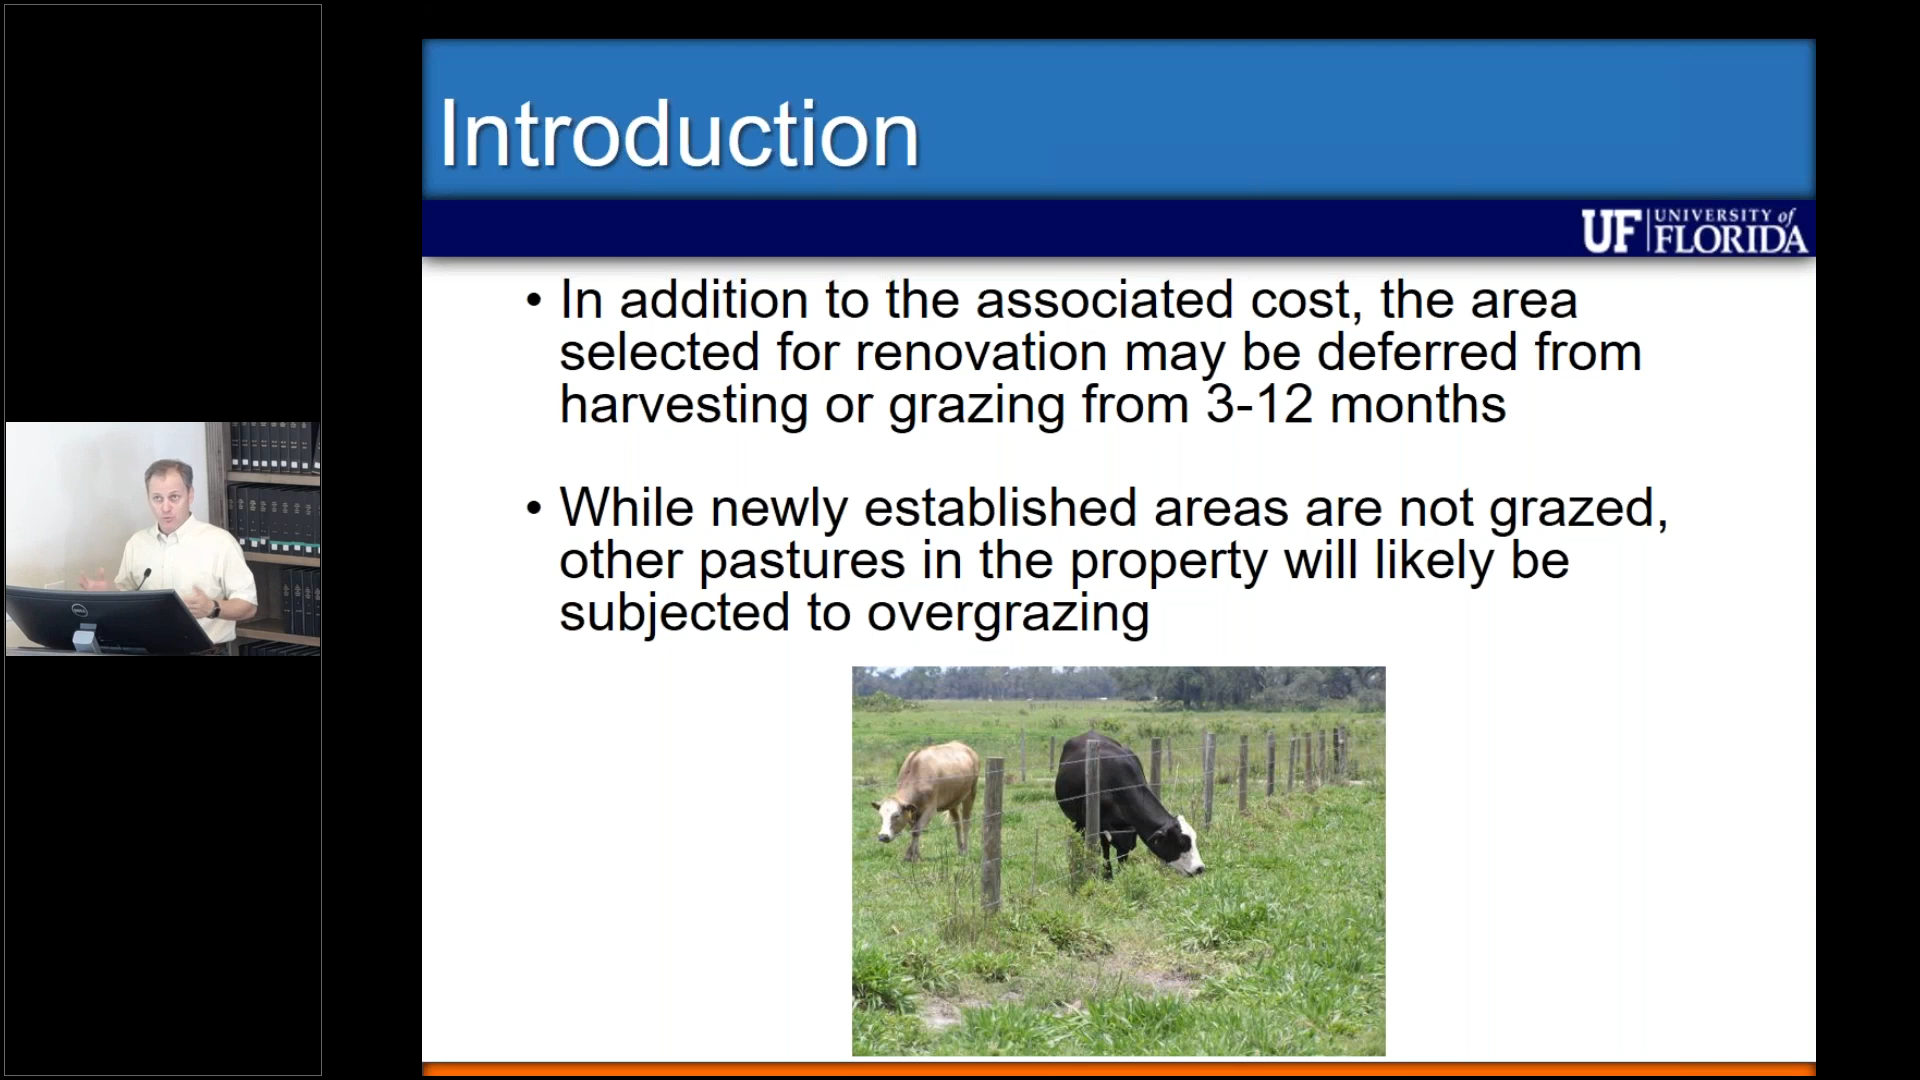 Introduction
UF UNIVERSITY of
FLORIDA
• In addition to the associated cost, the area
selected for renovation may be deferred from
harvesting or grazing from 3-12 months
• While newly established areas are not grazed,
other pastures in the property will likely be
subjected to overgrazing
DELL